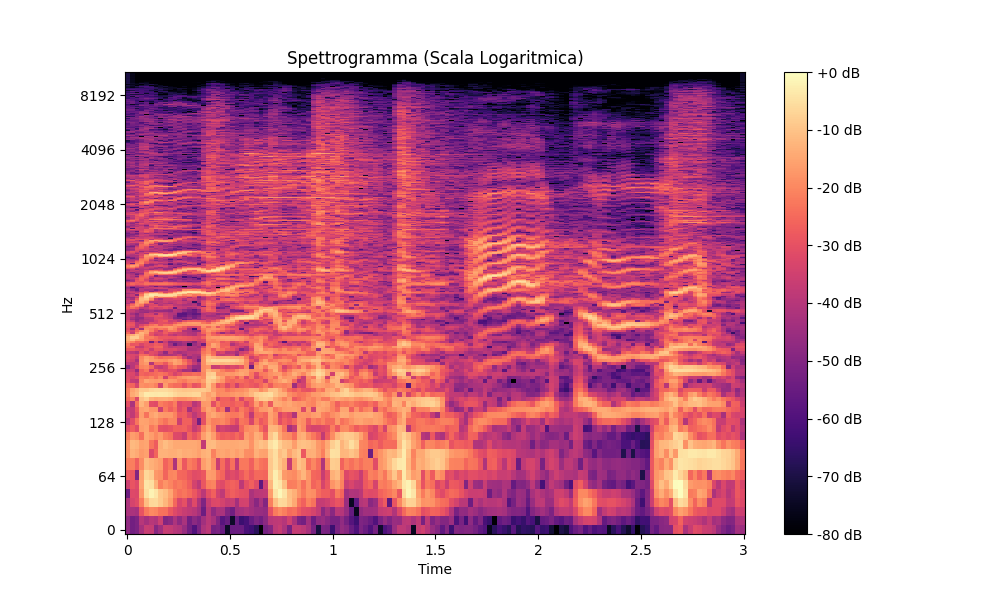 Spettrogramma (Scala Logaritmica)
Hz
8192
4096
2048
1024
512
256
128
64
0
0
0.5
1
1.5
2
2.5
3
Time
+0 dB
-10 dB
-20 dB
-30 dB
-40 dB
-50 dB
-60 dB
-70 dB
-80 dB